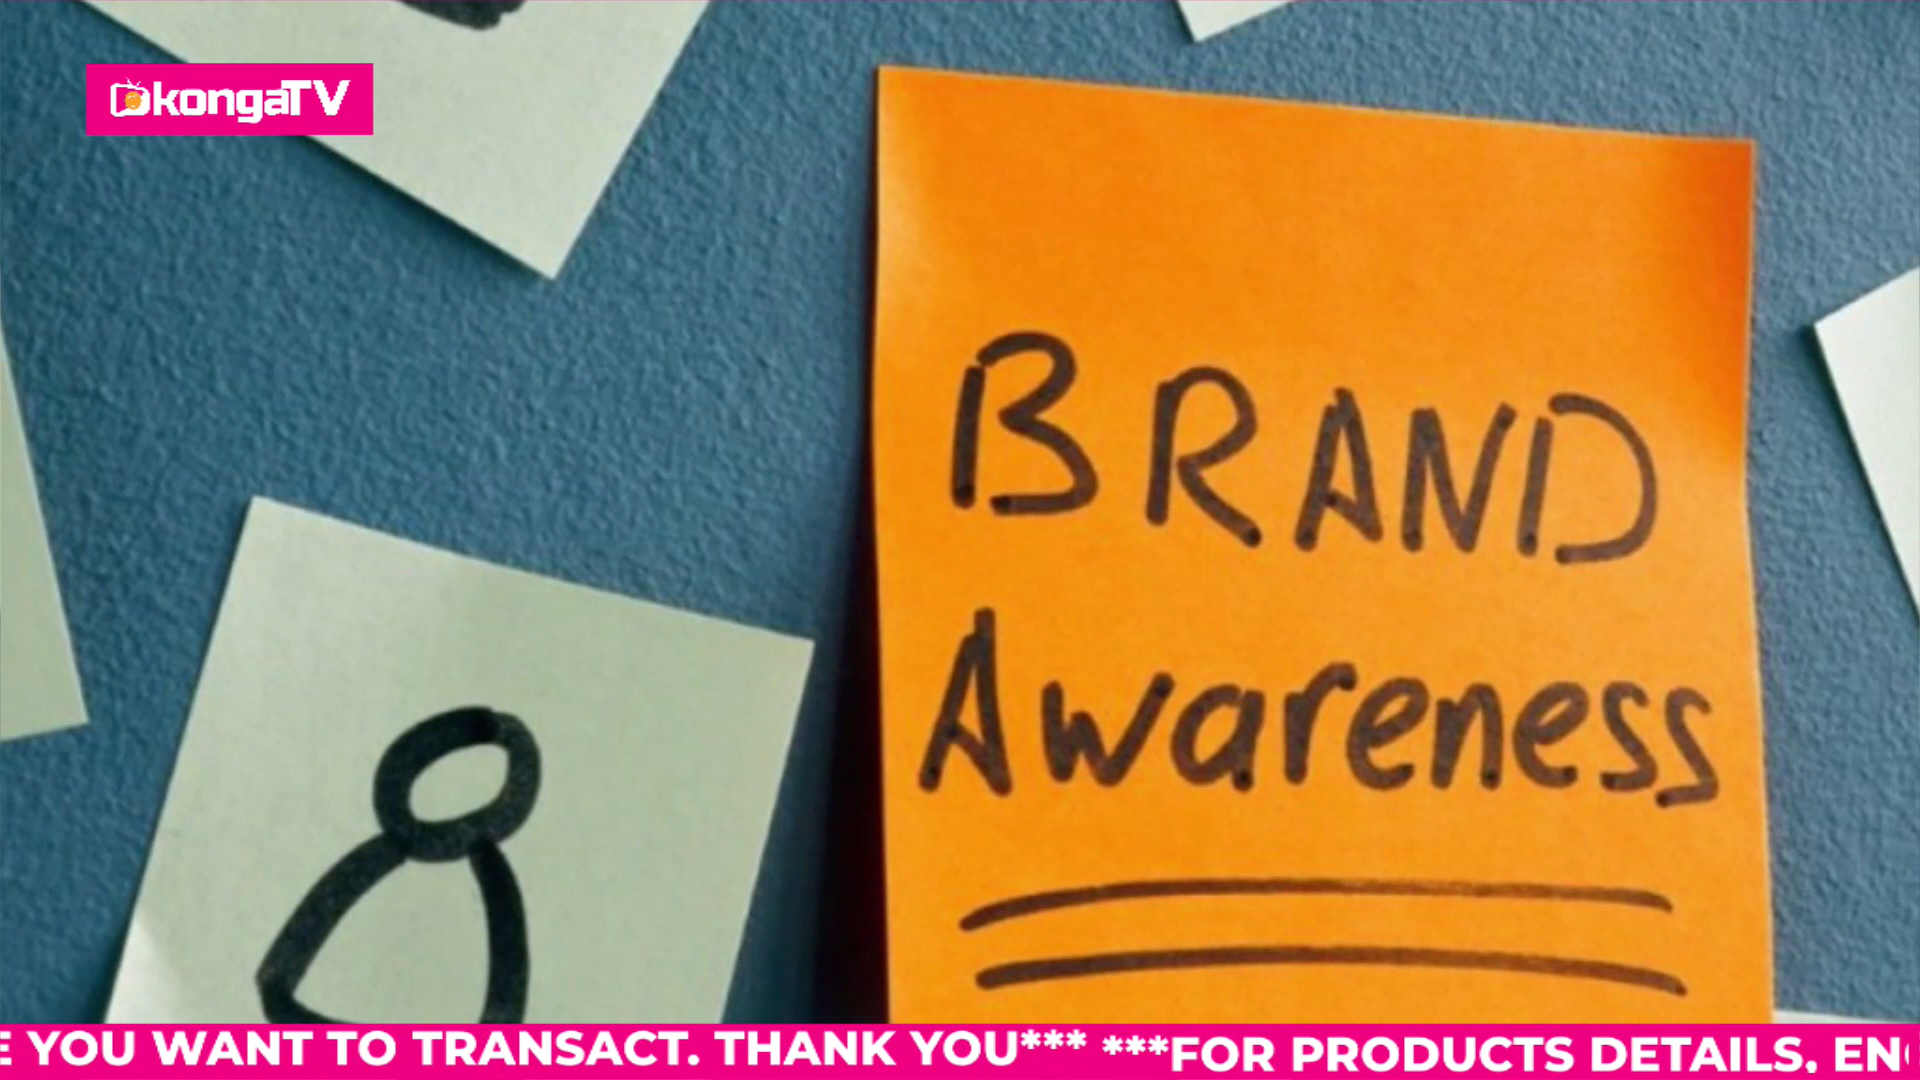 kongaTV
BRAND
Awareness
YOU WANT TO TRANSACT. THANK YOU*** ***FOR PRODUCTS DETAILS,